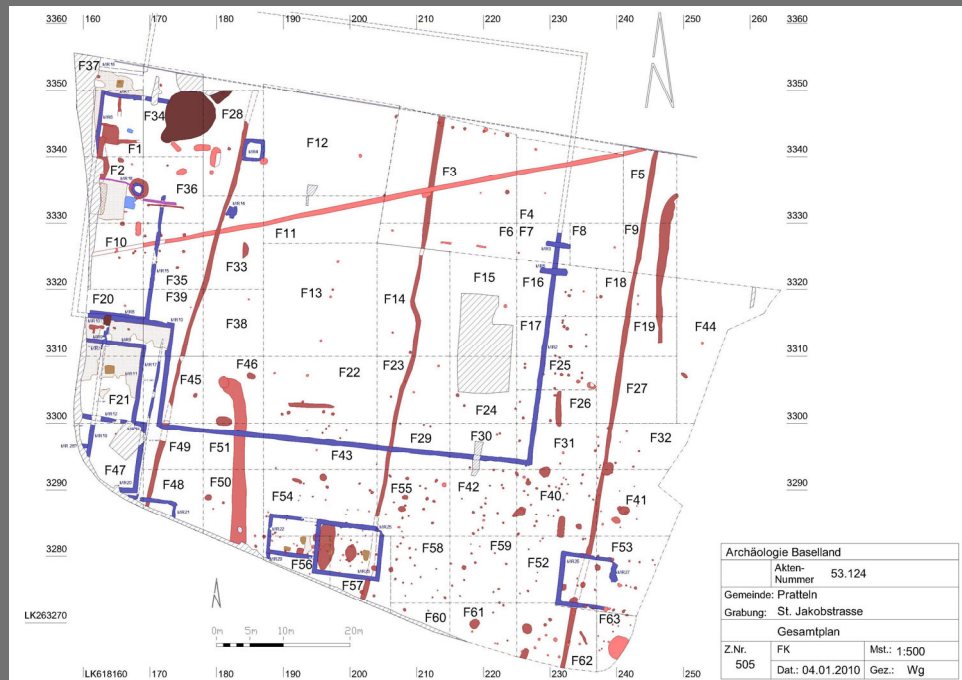 3360 160 170 180 190 200 210 220 230 240 250 260 3360
F37
3350 3350
F34 F28
F12
F1
3340 3340
F2 F36 F3 F5
3330 F4 3330
F10 F11 F6 F7 F8 F9
F33
F35 F15 F16 F18
3320 F39 F13 F14 3320
F20
F38 F17 F19 F44
3310 3310
F46 F22 F23 F25
F45 F27
F21 F24 F26
3300 3300
F49 F51 F43 F29 F30 F31 F32
F47 F48 F50 F54 F55 F42 F40 F41
3290 3290
F58 F59 F52 F53
3280 F56 3280
F57
F60 F61 F63
F62
LK263270
0m 5m 10m 20m
LK618160 170 180 190 200 210 220 230 240 250
Archäologie Baselland
Akten-
Nummer 53.124
Gemeinde: Pratteln
Grabung: St. Jakobstrasse
Gesamtplan
Z.Nr. FK Mst.: 1:500
505 Dat.: 04.01.2010 Gez.: Wg